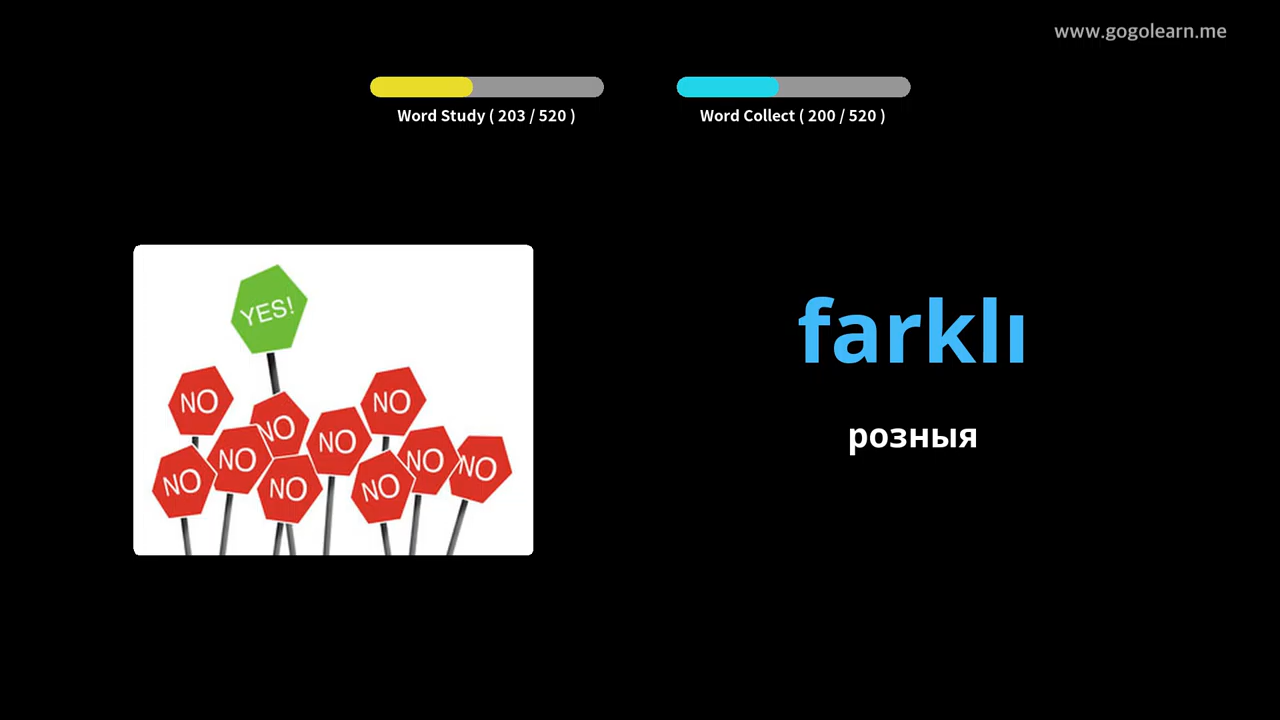 www.gogolearn.me
Word Study ( 203 / 520 )
Word Collect ( 200 / 520 )
YES!
NO
NO
NO
NO
NO
NO
NO
NO
NO
NO
farklı
розныя